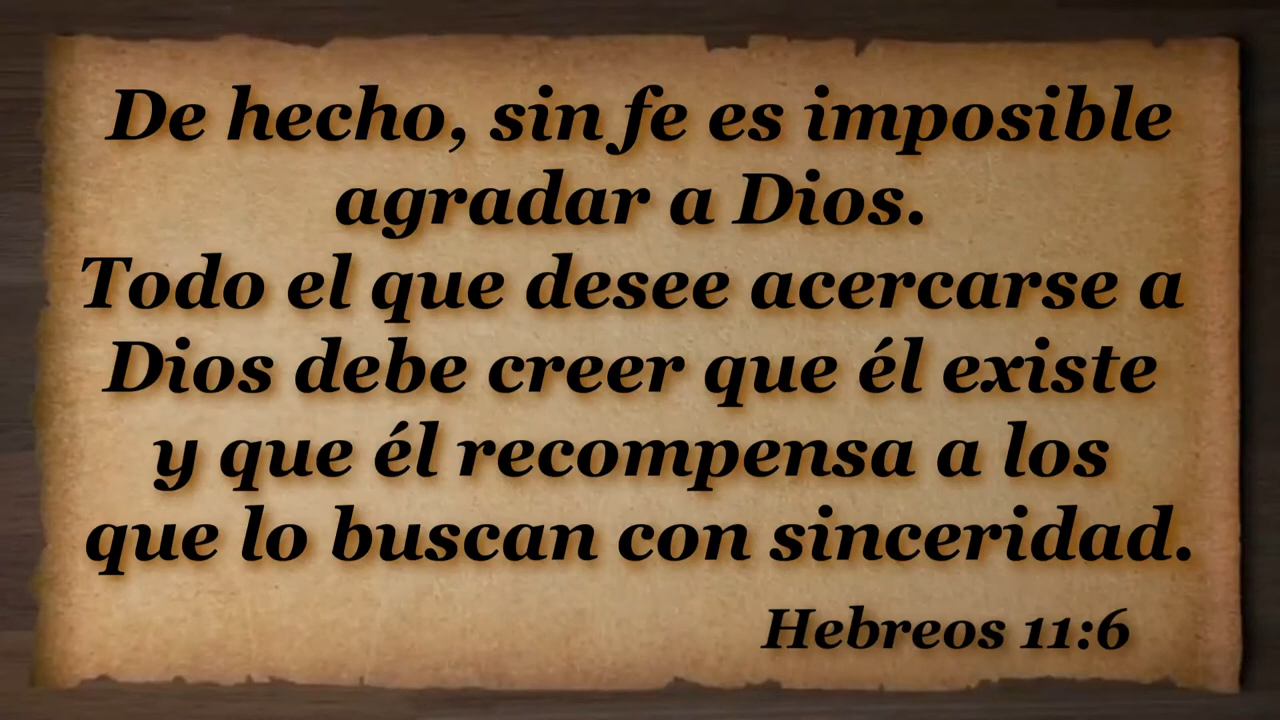 De hecho, sin fe es imposible
agradar a Dios.
Todo el que desee acercarse a
Dios debe creer que él existe
y que él recompensa a los
que lo buscan con sinceridad.
Hebreos 11:6